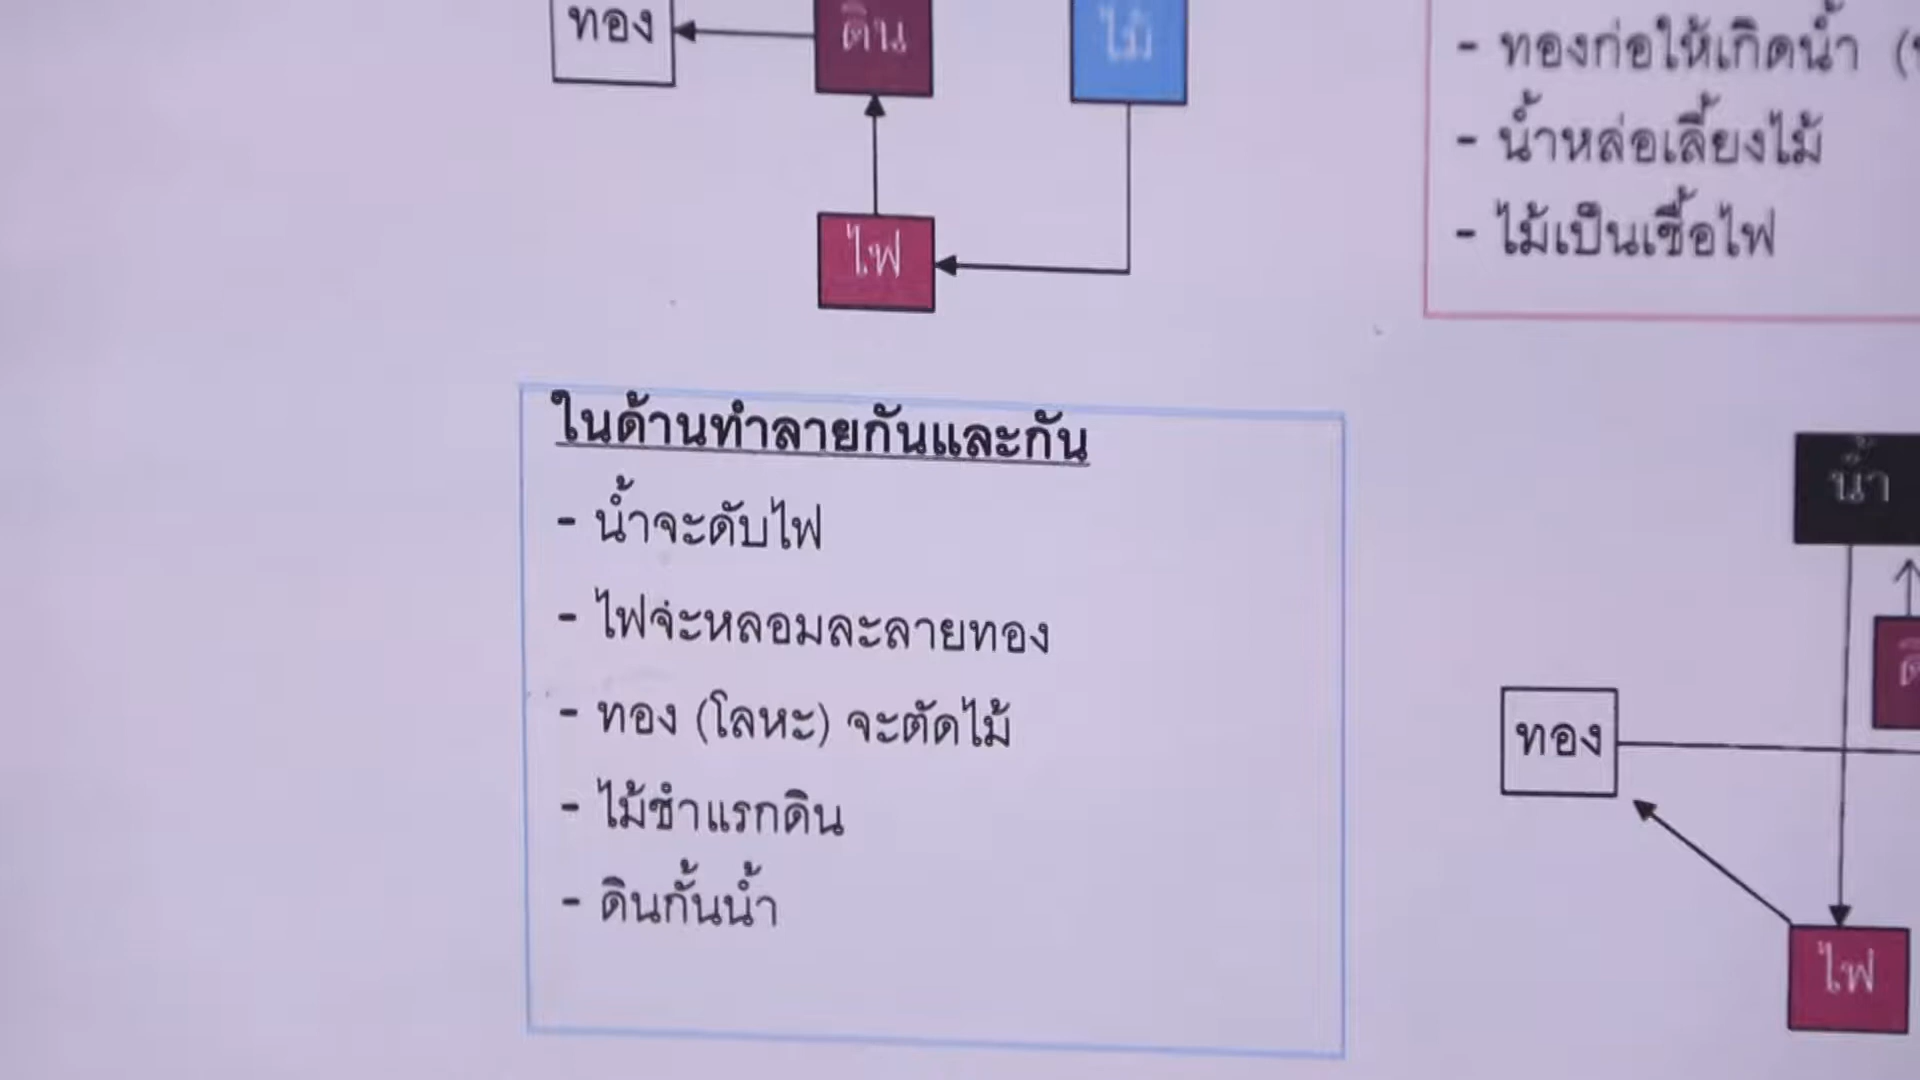 ทอง
ดิน
ไม้
ไฟ
- ทองก่อให้เกิดน้ำ
- น้ำหล่อเลี้ยงไม้
- ไม้เป็นเชื้อไฟ
ในด้านทำลายกันและกัน
- น้ำจะดับไฟ
- ไฟจะหลอมละลายทอง
- ทอง (โลหะ) จะตัดไม้
- ไม้ชำแรกดิน
- ดินกั้นน้ำ
น้ำ
ทอง
ไฟ